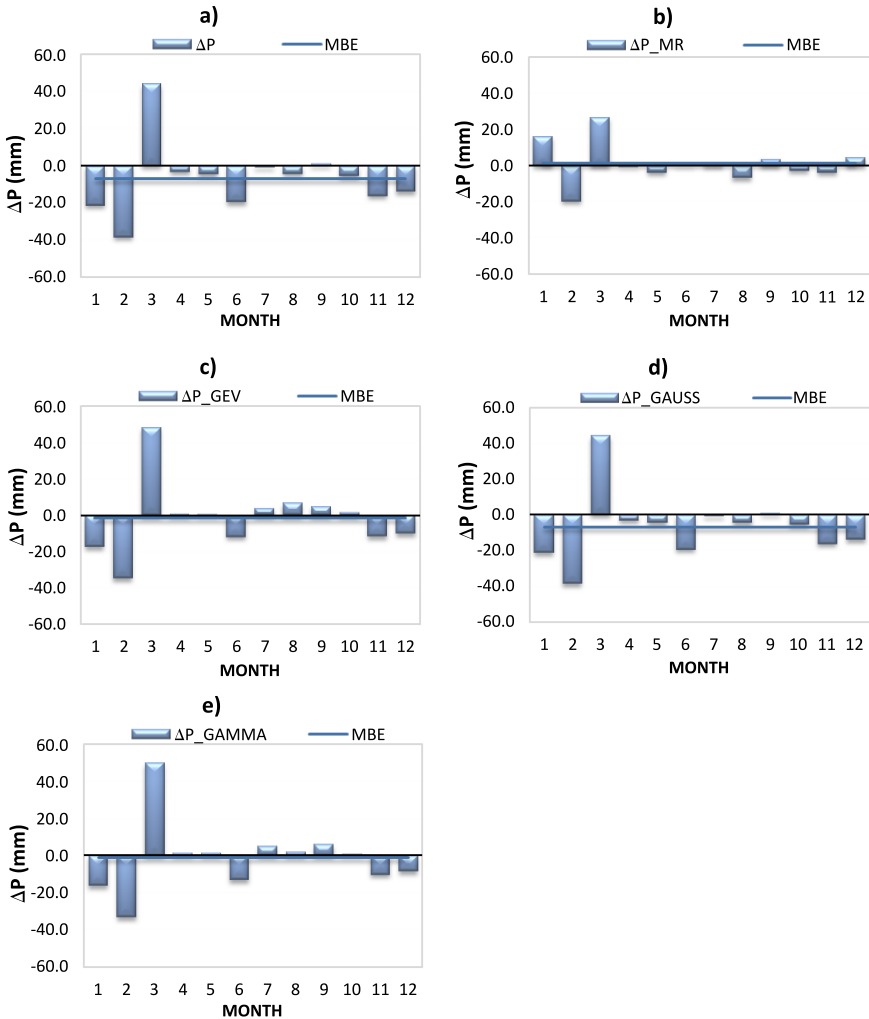 a)
ΔP MBE
60.0
40.0
20.0
0.0
-20.0
-40.0
-60.0
ΔP (mm)
1 2 3 4 5 6 7 8 9 10 11 12
MONTH
b)
ΔP_MR MBE
60.0
40.0
20.0
0.0
-20.0
-40.0
-60.0
ΔP (mm)
1 2 3 4 5 6 7 8 9 10 11 12
MONTH
c)
ΔP_GEV MBE
60.0
40.0
20.0
0.0
-20.0
-40.0
-60.0
ΔP (mm)
1 2 3 4 5 6 7 8 9 10 11 12
MONTH
d)
ΔP_GAUSS MBE
60.0
40.0
20.0
0.0
-20.0
-40.0
-60.0
ΔP (mm)
1 2 3 4 5 6 7 8 9 10 11 12
MONTH
e)
ΔP_GAMMA MBE
60.0
40.0
20.0
0.0
-20.0
-40.0
-60.0
ΔP (mm)
1 2 3 4 5 6 7 8 9 10 11 12
MONTH